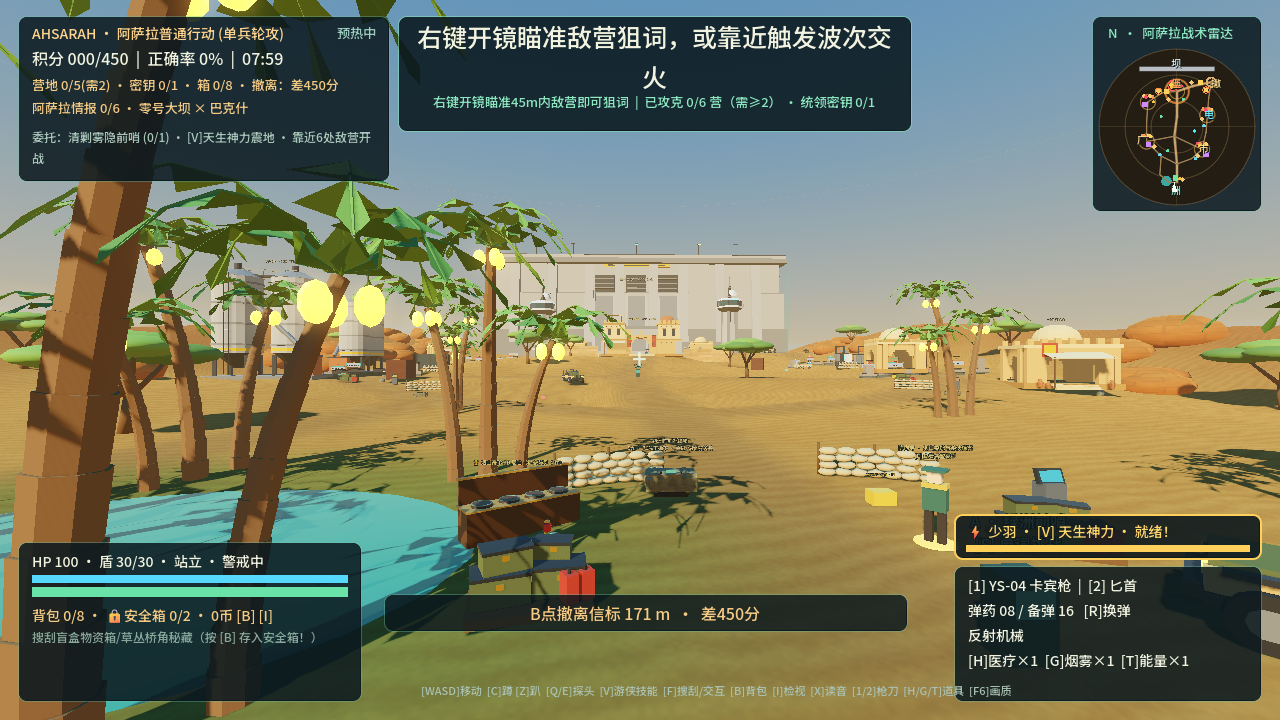 AHSARAH · 阿萨拉普通行动 (单兵轮攻)
预热中
积分 000/450 | 正确率 0% | 07:59
营地 0/5(需2) · 密钥 0/1 · 箱 0/8 · 撤离: 差450分
阿萨拉情报 0/6 · 零号大坝 × 巴克什
委托: 清剿雾隐前哨 (0/1) · [V]天生神力震地 · 靠近6处敌营开
战
右键开镜瞄准敌营狙词，或靠近触发波次交
火
右键开镜瞄准45m内敌营即可狙词 | 已攻克 0/6 营（需≥2） · 统领密钥 0/1
N · 阿萨拉战术雷达
坝
HP 100 · 盾 30/30 · 站立 · 警戒中
背包 0/8 · 安全箱 0/2 · 0币 [B] [I]
搜刮盲盒物资箱/草丛桥角秘藏（按 [B] 存入安全箱！）
B点撤离信标 171 m · 差450分
少羽 · [V] 天生神力 · 就绪!
[1] YS-04 卡宾枪 | [2] 匕首
弹药 08 / 备弹 16 [R]换弹
反射机械
[H]医疗×1 [G]烟雾×1 [T]能量×1
[WASD]移动 [C]蹲 [Z]趴 [Q/E]探头 [V]游侠技能 [F]搜刮/交互 [B]背包 [I]检视 [X]读音 [1/2]枪刀 [H/G/T]道具 [F6]画质